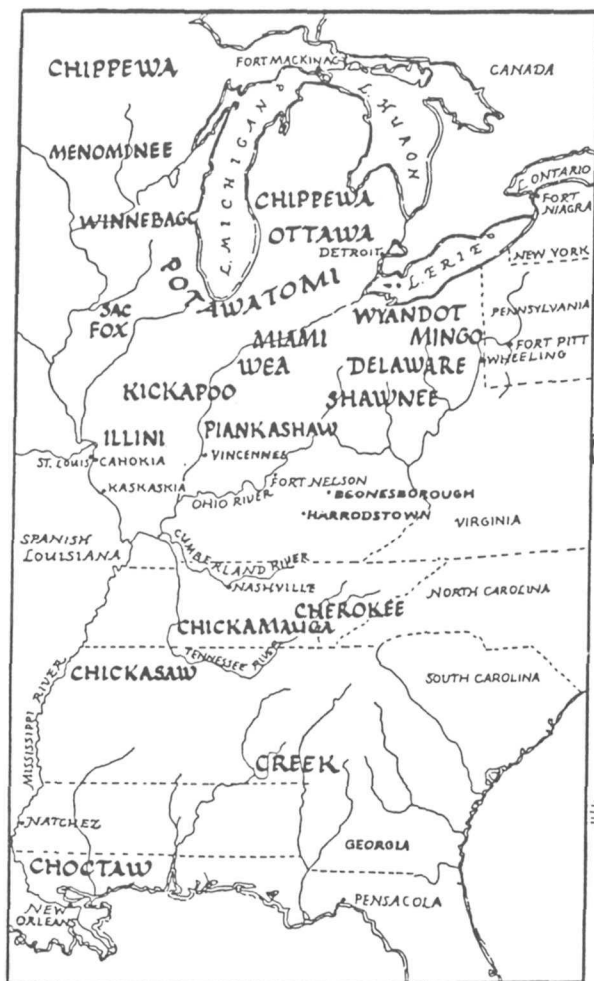 CHIPPEWA
FORT MACKINAC
CANADA
L. MICHIGAN
L. HURON
MENOMINEE
L. ONTARIO
CHIPPEWA
FORT NIAGRA
WINNEBAGO
OTTAWA
DETROIT
L. ERIE
NEW YORK
POTAWATOMI
SAC
FOX
WYANDOT
PENNSYLVANIA
MIAMI
MINGO
FORT PITT
WEA
DELAWARE
WHEELING
KICKAPOO
SHAWNEE
ILLINI
PIANKASHAW
ST. LOUIS
CAHOKIA
VINCENNES
KASKASKIA
FORT NELSON
OHIO RIVER
BOONESBOROUGH
HARRODSTOWN
VIRGINIA
SPANISH
LOUISIANA
CUMBERLAND RIVER
NASHVILLE
NORTH CAROLINA
CHEROKEE
CHICKAMAUGA
TENNESSEE RIVER
CHICKASAW
SOUTH CAROLINA
MISSISSIPPI RIVER
CREEK
NATCHEZ
GEORGIA
CHOCTAW
PENSACOLA
NEW
ORLEANS